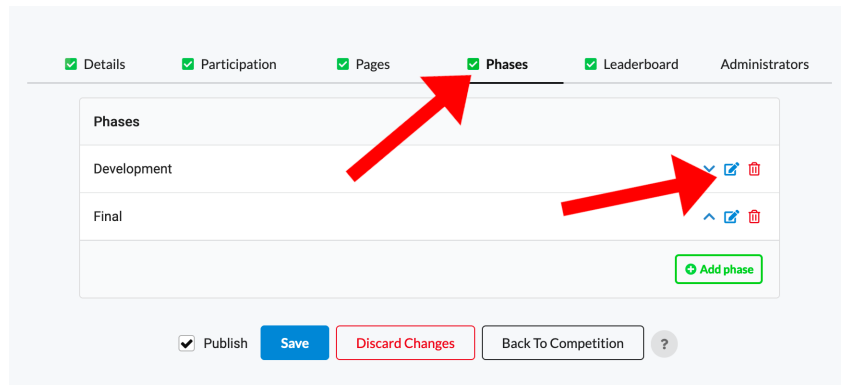 Details Participation Pages Phases Leaderboard Administrators
Phases
Development
Final
Add phase
Publish Save Discard Changes Back To Competition ?